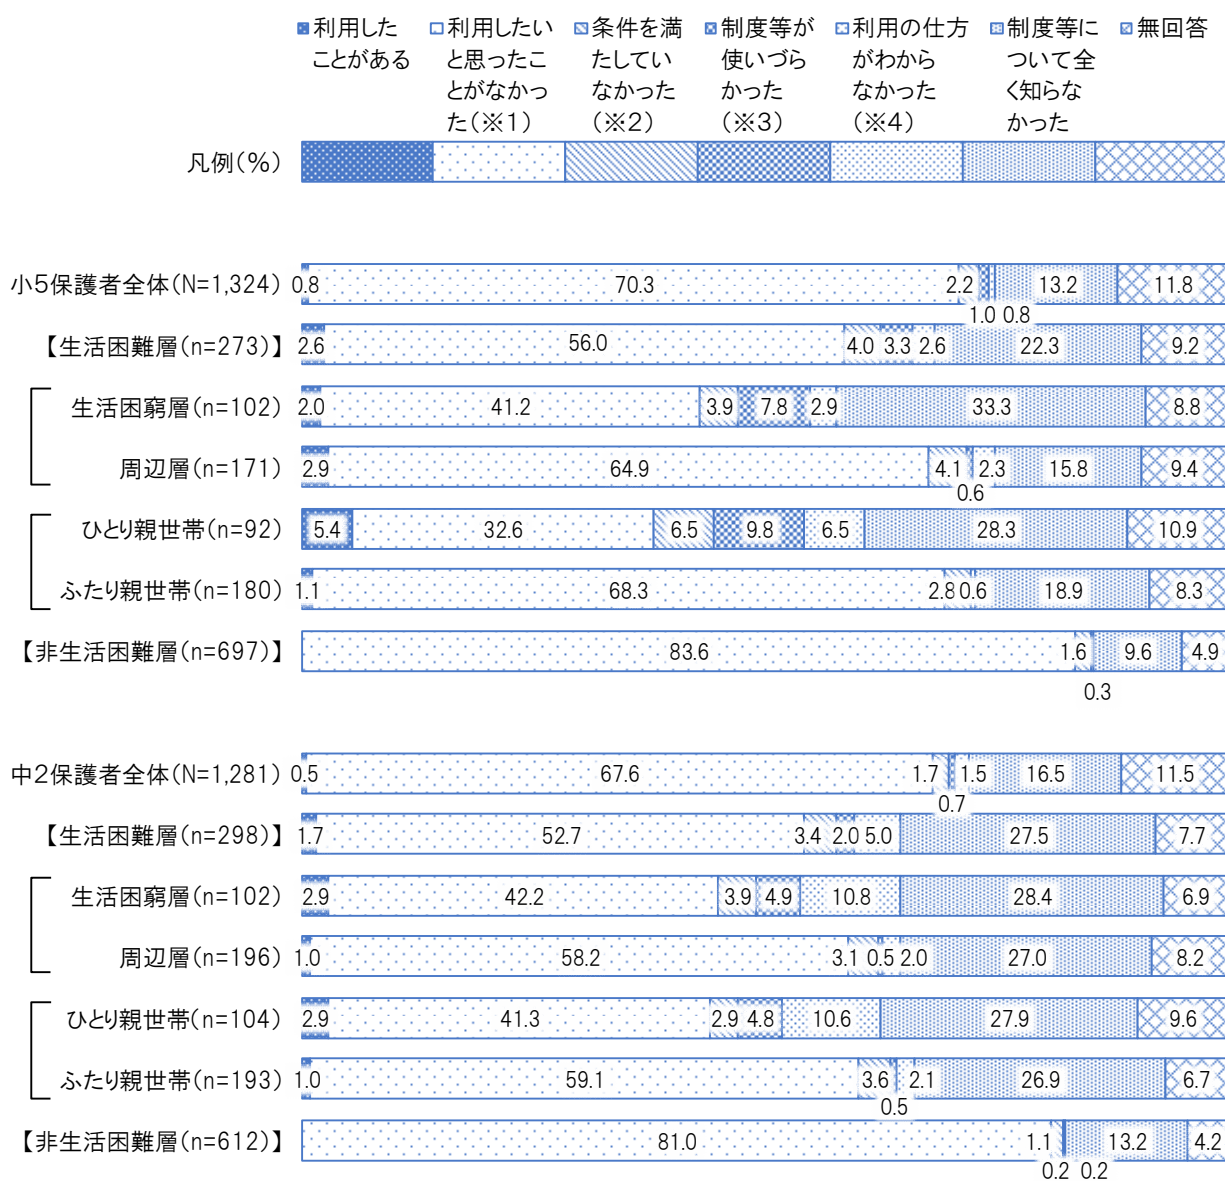 利用した
ことがある
利用したい
と思ったこ
とがなかっ
た(※1)
条件を満
たしてい
なかった
(※2)
制度等が
使いづら
かった
(※3)
利用の仕方
がわから
なかった
(※4)
制度等に
ついて全
く知らな
かった
無回答
凡例(%)
小5保護者全体(N=1,324) 0.8 70.3 2.2 1.0 0.8 13.2 11.8
【生活困難層(n=273)】 2.6 56.0 4.0 3.3 2.6 22.3 9.2
生活困窮層(n=102) 2.0 41.2 3.9 7.8 2.9 33.3 8.8
周辺層(n=171) 2.9 64.9 4.1 0.6 2.3 15.8 9.4
ひとり親世帯(n=92) 5.4 32.6 6.5 9.8 6.5 28.3 10.9
ふたり親世帯(n=180) 1.1 68.3 2.8 0.6 18.9 8.3
【非生活困難層(n=697)】 83.6 1.6 0.3 9.6 4.9
中2保護者全体(N=1,281) 0.5 67.6 1.7 0.7 1.5 16.5 11.5
【生活困難層(n=298)】 1.7 52.7 3.4 2.0 5.0 27.5 7.7
生活困窮層(n=102) 2.9 42.2 3.9 4.9 10.8 28.4 6.9
周辺層(n=196) 1.0 58.2 3.1 0.5 2.0 27.0 8.2
ひとり親世帯(n=104) 2.9 41.3 2.9 4.8 10.6 27.9 9.6
ふたり親世帯(n=193) 1.0 59.1 3.6 0.5 2.1 26.9 6.7
【非生活困難層(n=612)】 81.0 1.1 0.2 0.2 13.2 4.2